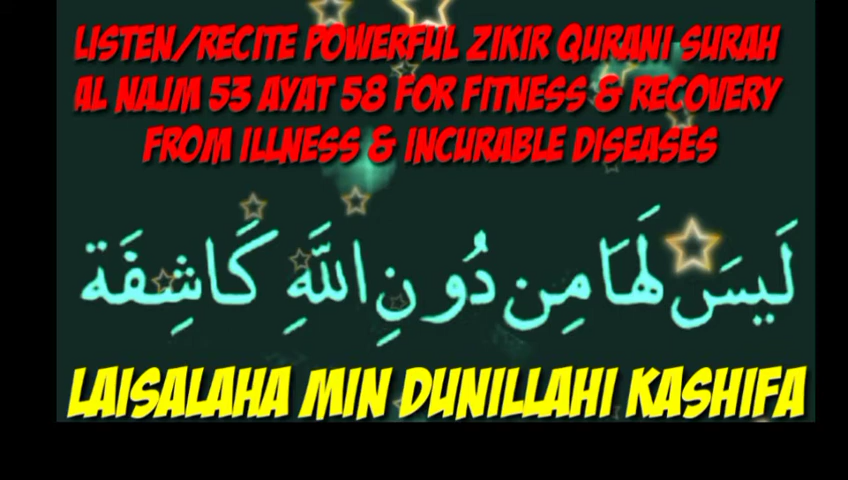 LISTEN/RECITE POWERFUL ZIKIR QURANI SURAH
AL NAJM 53 AYAT 58 FOR FITNESS & RECOVERY
FROM ILLNESS & INCURABLE DISEASES
لَيسَ لَهَا مِن دُونِ اللَّهِ كَاشِفَة
LAISALAHA MIN DUNILLAHI KASHIFA